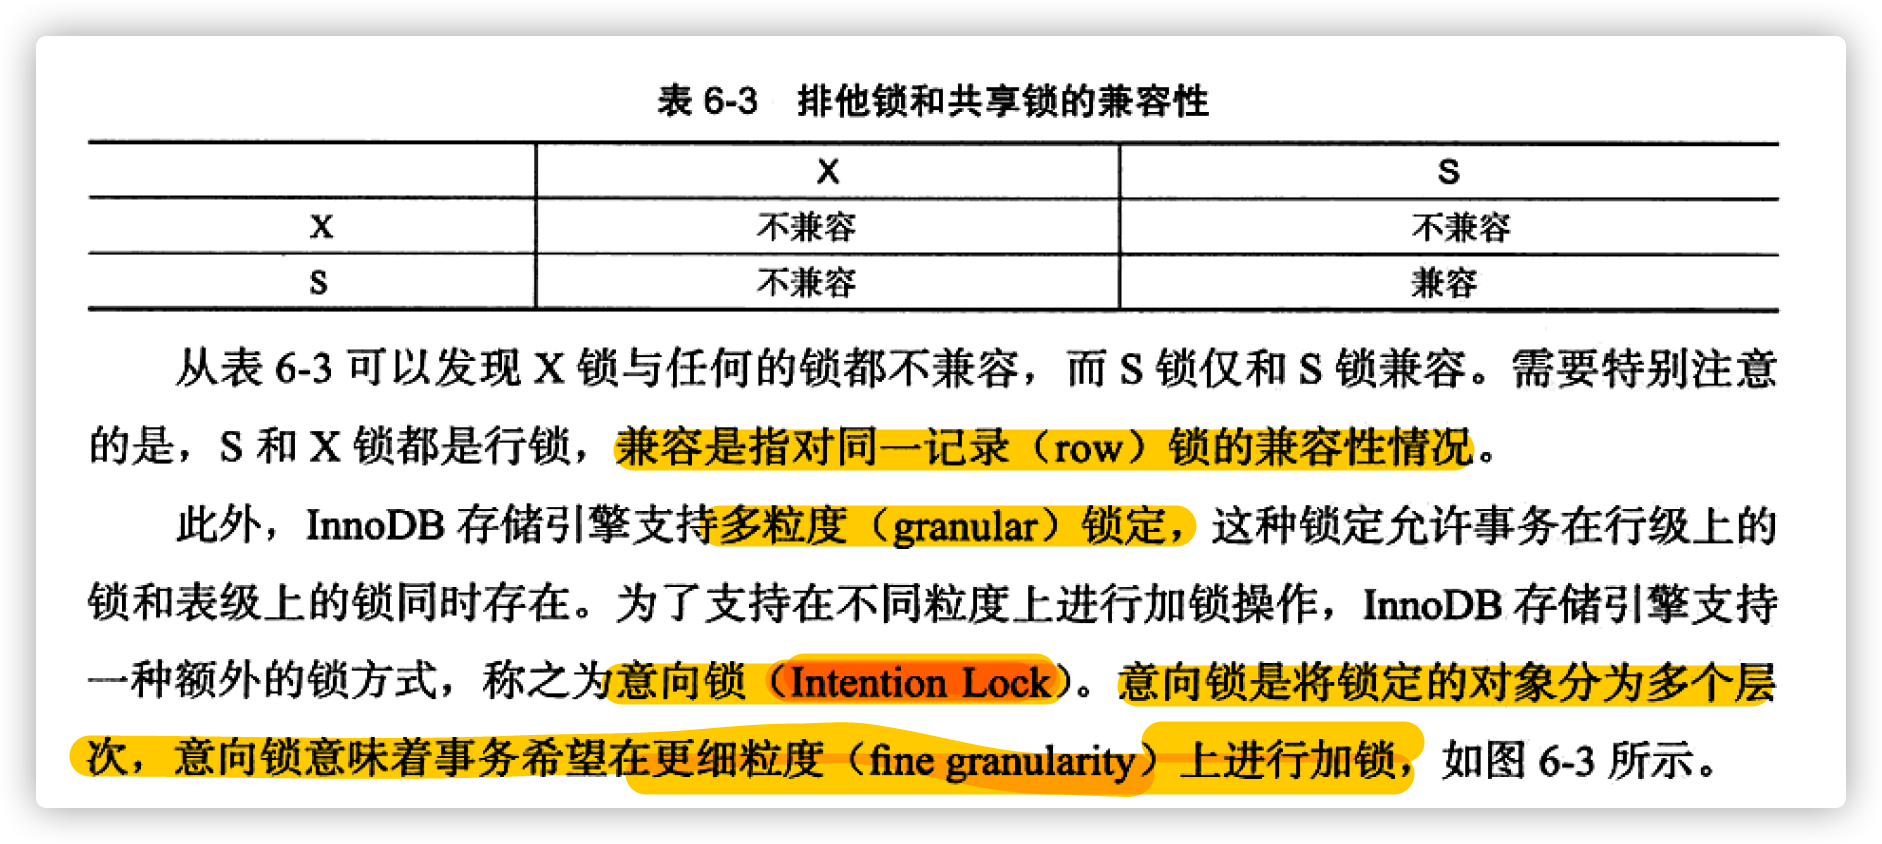 表 6-3 排他锁和共享锁的兼容性
X S
X 不兼容 不兼容
S 不兼容 兼容
从表 6-3 可以发现 X 锁与任何的锁都不兼容，而 S 锁仅和 S 锁兼容。需要特别注意
的是，S 和 X 锁都是行锁，兼容是指对同一记录（row）锁的兼容性情况。
此外，InnoDB 存储引擎支持多粒度（granular）锁定，这种锁定允许事务在行级上的
锁和表级上的锁同时存在。为了支持在不同粒度上进行加锁操作，InnoDB 存储引擎支持
一种额外的锁方式，称之为意向锁（Intention Lock）。意向锁是将锁定的对象分为多个层
次，意向锁意味着事务希望在更细粒度（fine granularity）上进行加锁，如图 6-3 所示。